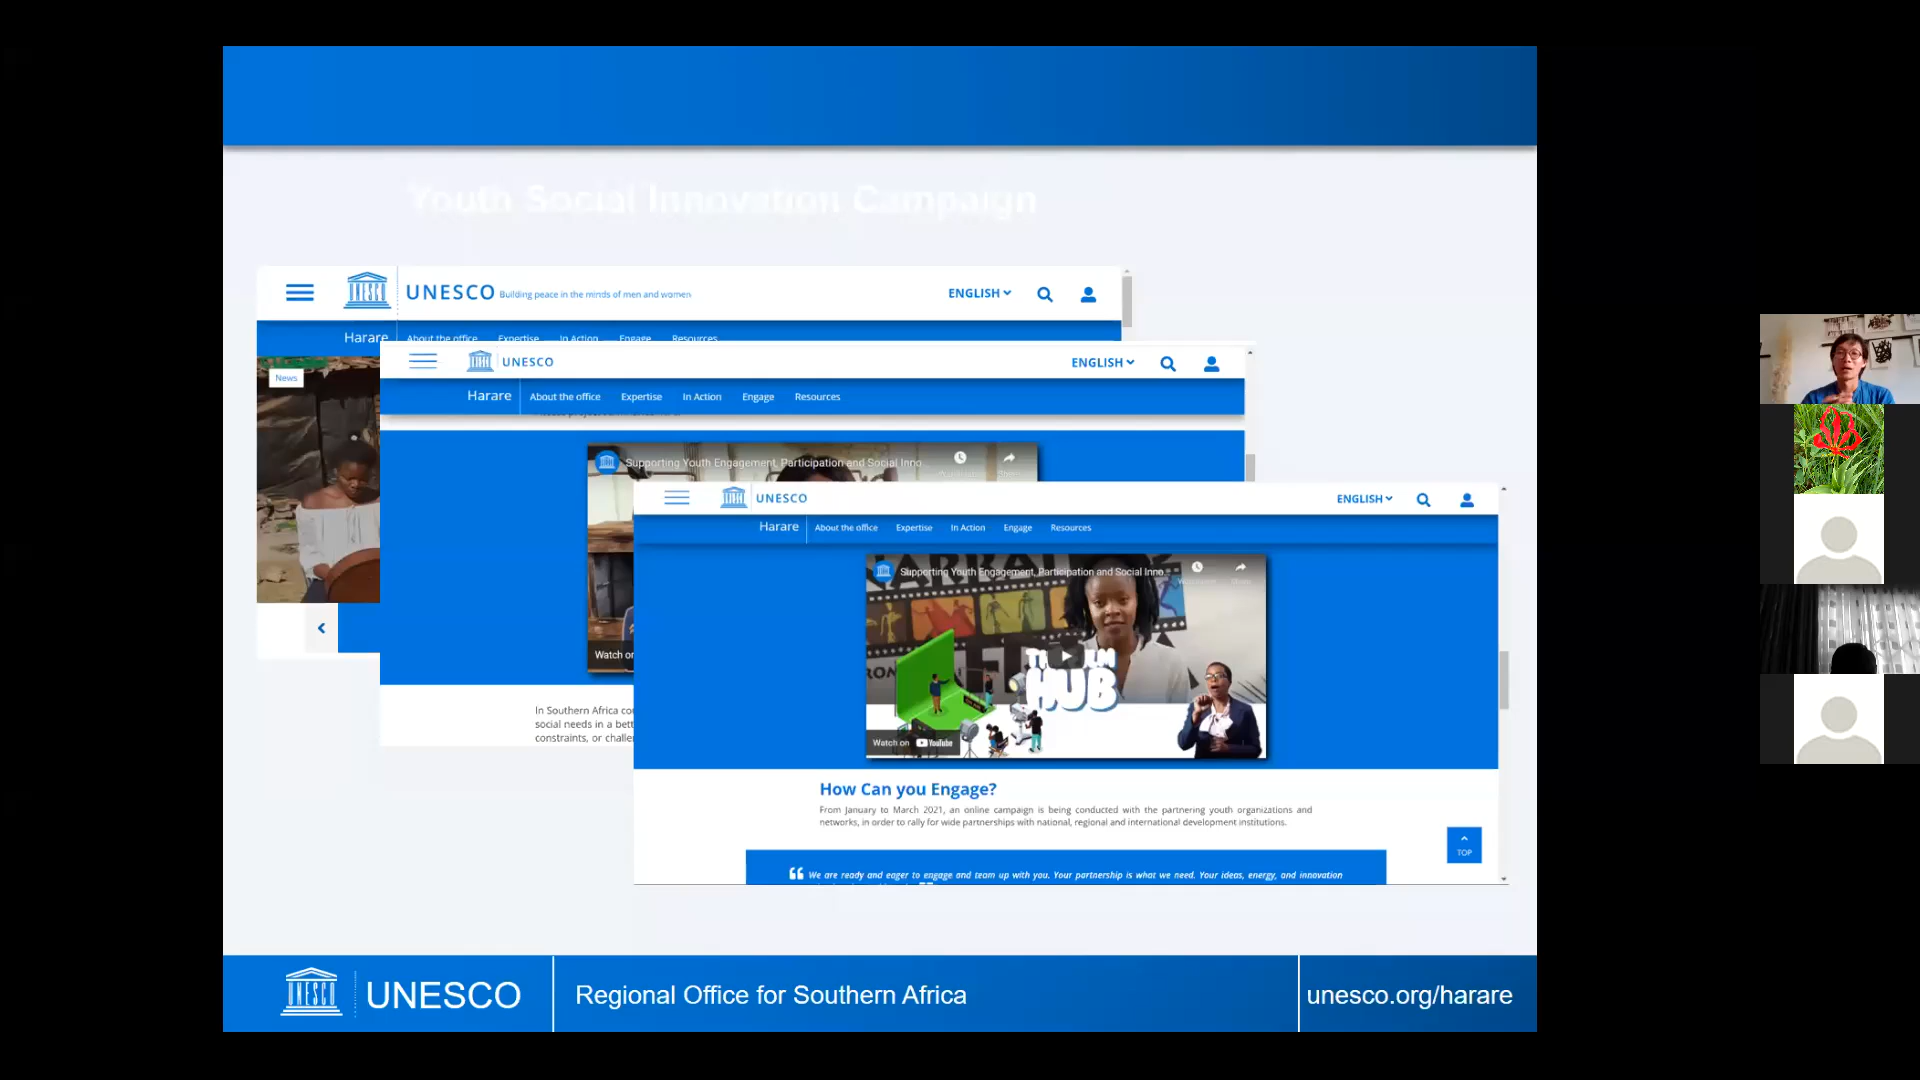 Youth Social Innovation Campaign
UNESCO Building peace in the minds of men and women
ENGLISH
Harare About the office Expertise In Action Engage Resources
News
UNESCO
ENGLISH
Harare About the office Expertise In Action Engage Resources
Supporting Youth Engagement, Participation and Social Inno...
Watch on
In Southern Africa
social needs in a
constraints, or
UNESCO
ENGLISH
Harare About the office Expertise In Action Engage Resources
Supporting Youth Engagement, Participation and Social Inno...
HUB
Watch on YouTube
How Can you Engage?
From January to March 2021, an online campaign is being conducted with the partnering youth organizations and
networks, in order to rally for wide partnerships with national, regional and international development institutions.
TOP
“ We are ready and eager to engage and team up with you. Your partnership is what we need. Your ideas, energy, and innovation
UNESCO
Regional Office for Southern Africa
unesco.org/harare